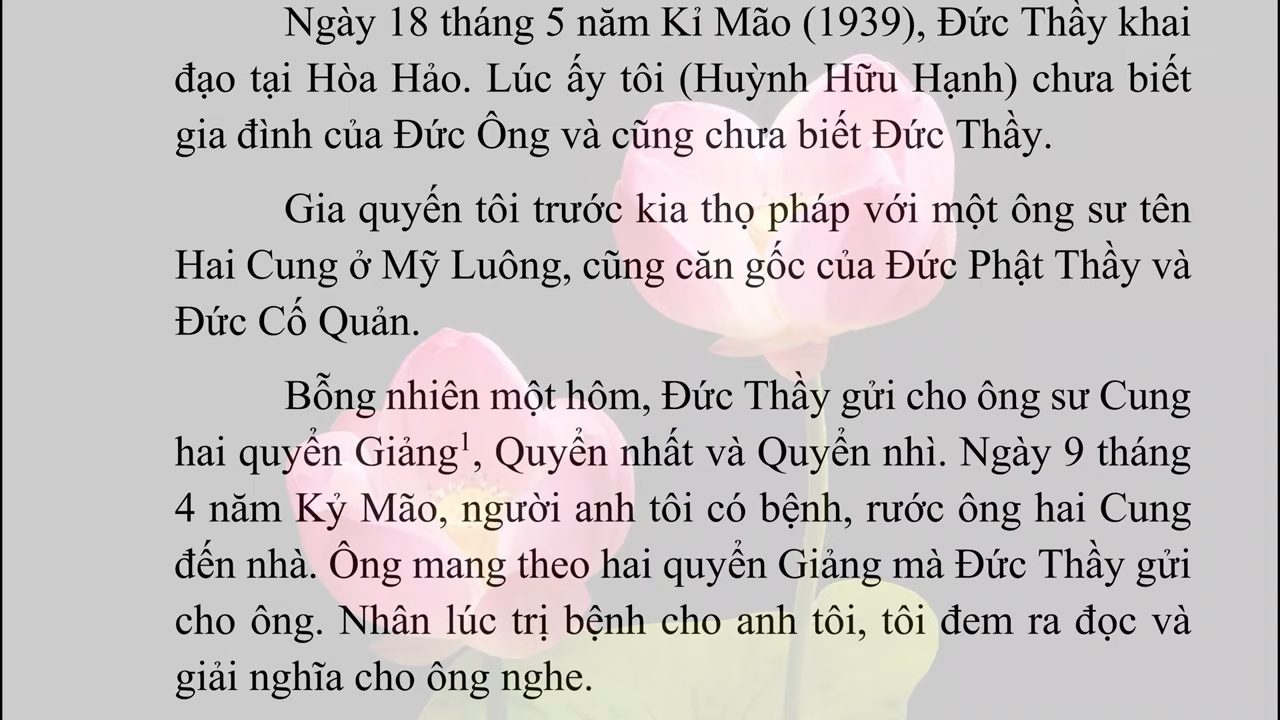 Ngày 18 tháng 5 năm Kỉ Mão (1939), Đức Thầy khai
đạo tại Hòa Hảo. Lúc ấy tôi (Huỳnh Hữu Hạnh) chưa biết
gia đình của Đức Ông và cũng chưa biết Đức Thầy.
Gia quyến tôi trước kia thọ pháp với một ông sư tên
Hai Cung ở Mỹ Luông, cũng căn gốc của Đức Phật Thầy và
Đức Cố Quản.
Bỗng nhiên một hôm, Đức Thầy gửi cho ông sư Cung
hai quyển Giảng¹, Quyển nhất và Quyển nhì. Ngày 9 tháng
4 năm Kỷ Mão, người anh tôi có bệnh, rước ông hai Cung
đến nhà. Ông mang theo hai quyển Giảng mà Đức Thầy gửi
cho ông. Nhân lúc trị bệnh cho anh tôi, tôi đem ra đọc và
giải nghĩa cho ông nghe.